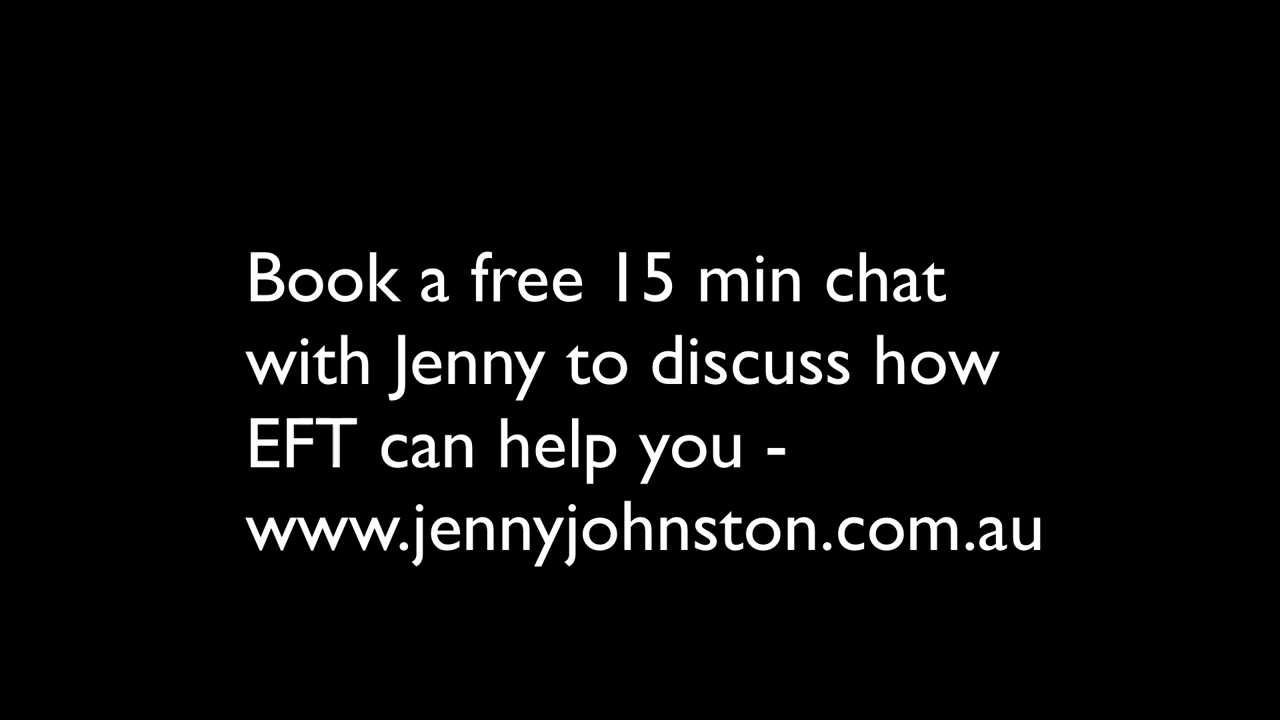 Book a free 15 min chat
with Jenny to discuss how
EFT can help you -
www.jennyjohnston.com.au